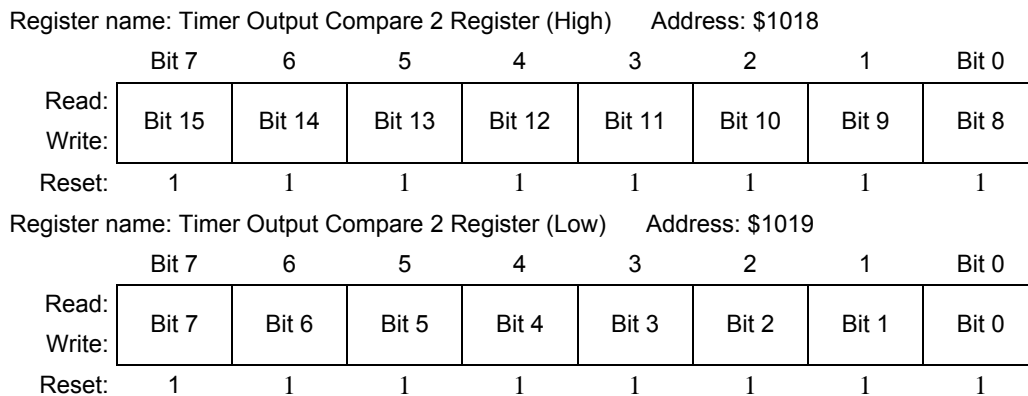 Register name: Timer Output Compare 2 Register (High) Address: $1018
Bit 7 6 5 4 3 2 1 Bit 0
Read:
Bit 15 Bit 14 Bit 13 Bit 12 Bit 11 Bit 10 Bit 9 Bit 8
Write:
Reset: 1 1 1 1 1 1 1 1
Register name: Timer Output Compare 2 Register (Low) Address: $1019
Bit 7 6 5 4 3 2 1 Bit 0
Read:
Bit 7 Bit 6 Bit 5 Bit 4 Bit 3 Bit 2 Bit 1 Bit 0
Write:
Reset: 1 1 1 1 1 1 1 1